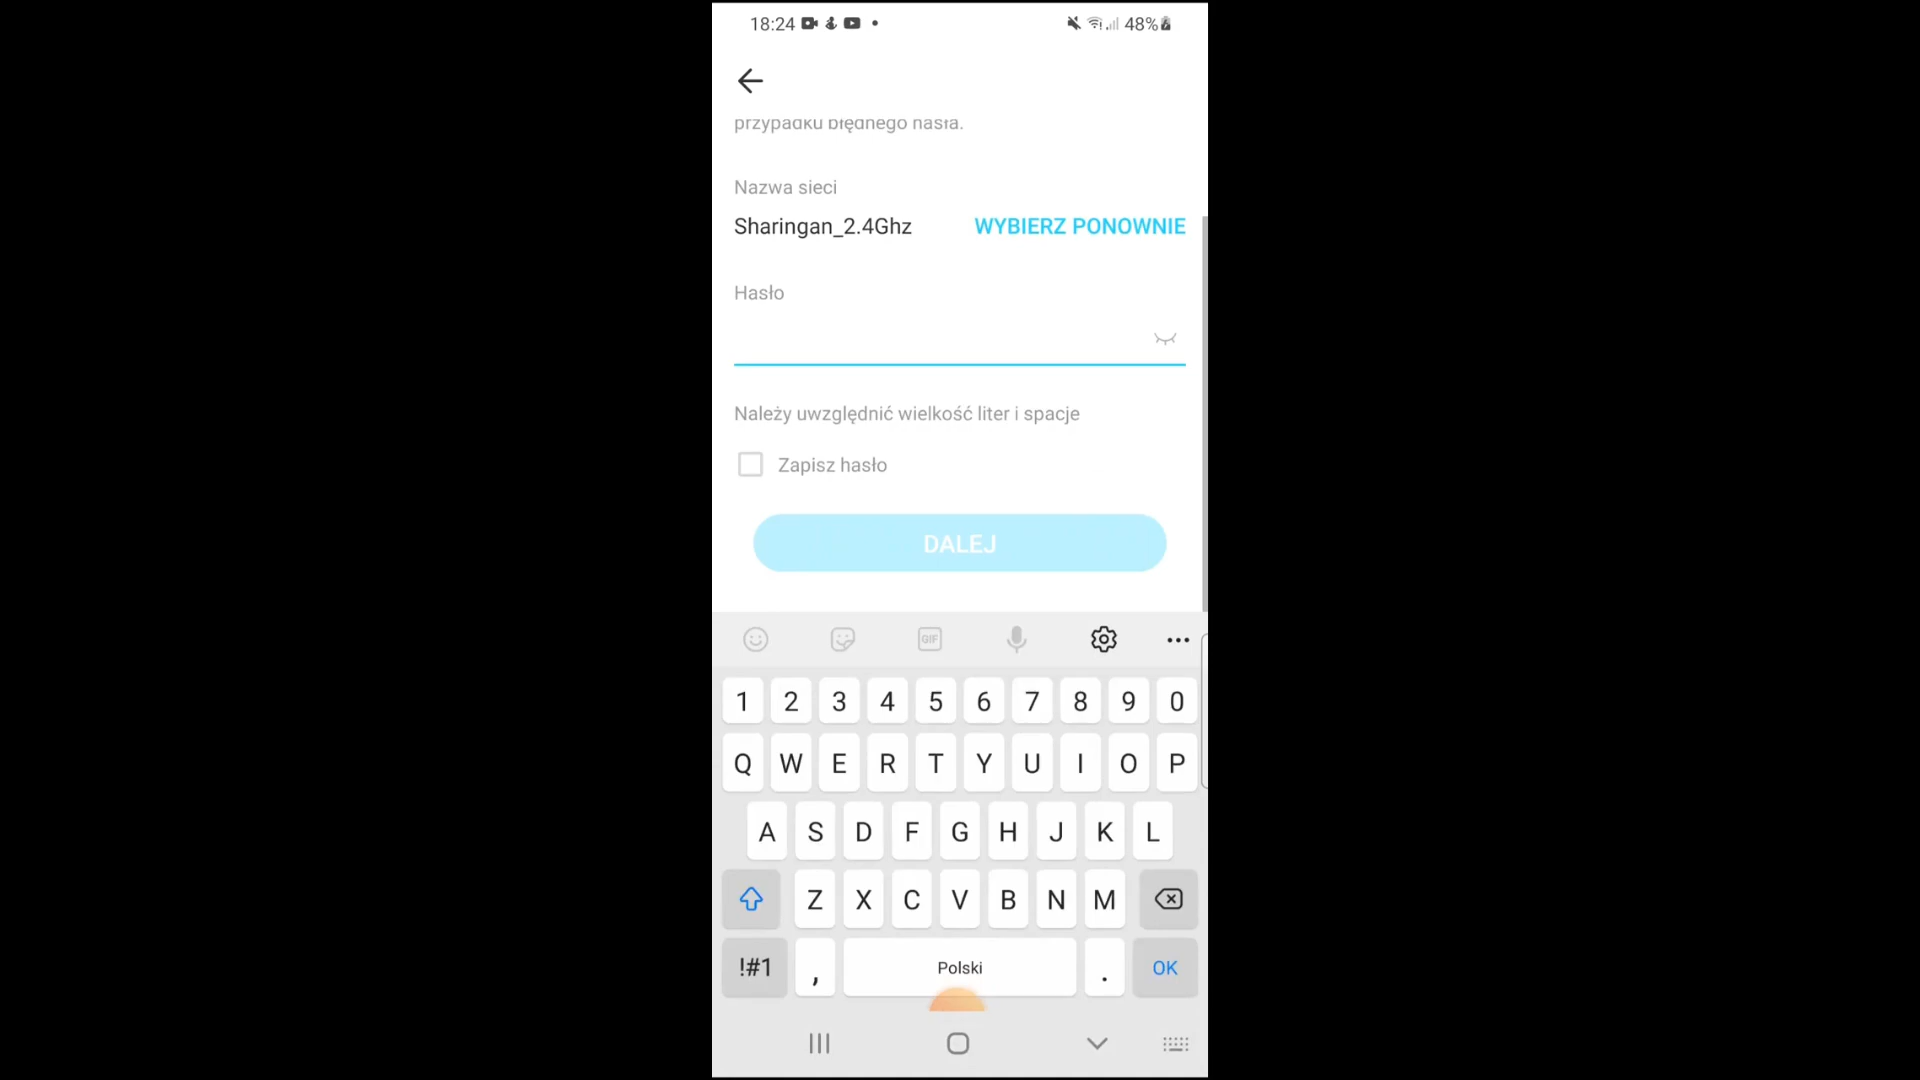 18:24 48%
przypadku błędnego hasła.
Nazwa sieci
Sharingan_2.4Ghz WYBIERZ PONOWNIE
Hasło
Należy uwzględnić wielkość liter i spacje
Zapisz hasło
DALEJ
GIF
1 2 3 4 5 6 7 8 9 0
Q W E R T Y U I O P
A S D F G H J K L
Z X C V B N M
!#1 , Polski . OK